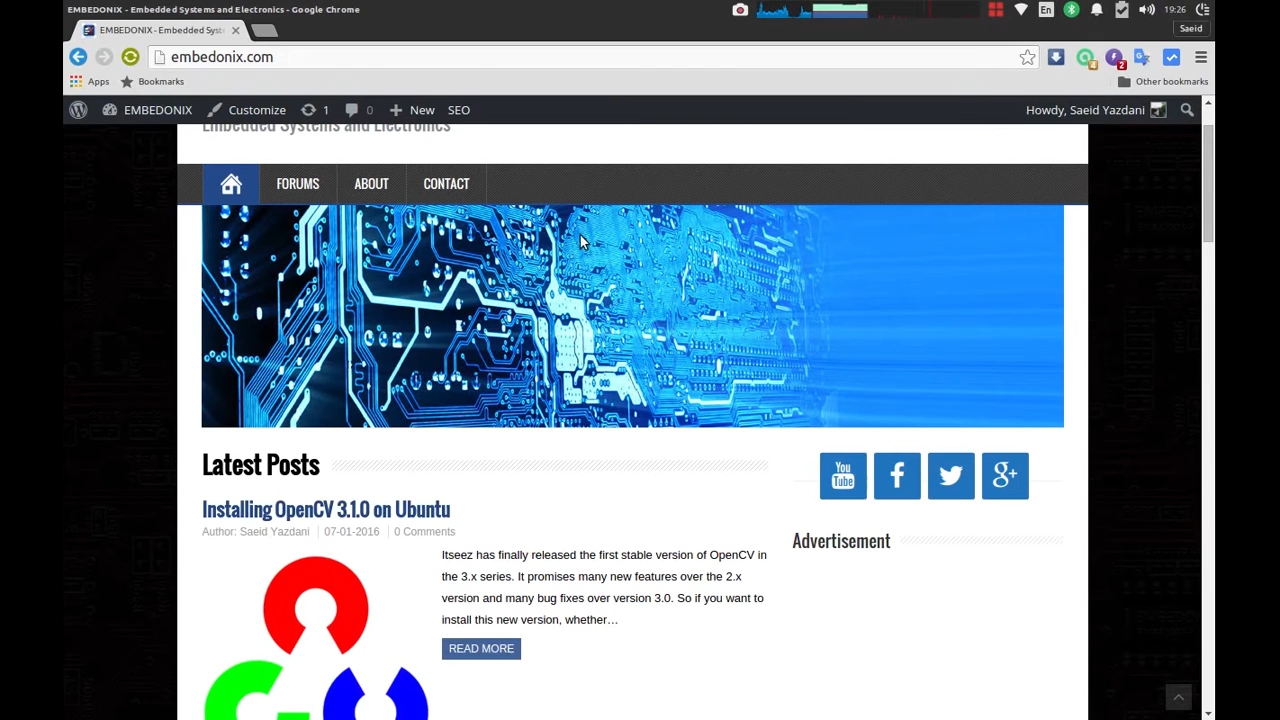 EMBEDONIX - Embedded Systems and Electronics - Google Chrome
En
19:26
EMBEDONIX - Embedded Syst
Saeid
embedonix.com
4
2
Apps
Bookmarks
Other bookmarks
EMBEDONIX
Customize
1
0
New
SEO
Howdy, Saeid Yazdani
Embedded Systems and Electronics
FORUMS
ABOUT
CONTACT
Latest Posts
You
Tube
f
g+
Installing OpenCV 3.1.0 on Ubuntu
Author: Saeid Yazdani
07-01-2016
0 Comments
Advertisement
Itseez has finally released the first stable version of OpenCV in
the 3.x series. It promises many new features over the 2.x
version and many bug fixes over version 3.0. So if you want to
install this new version, whether…
READ MORE